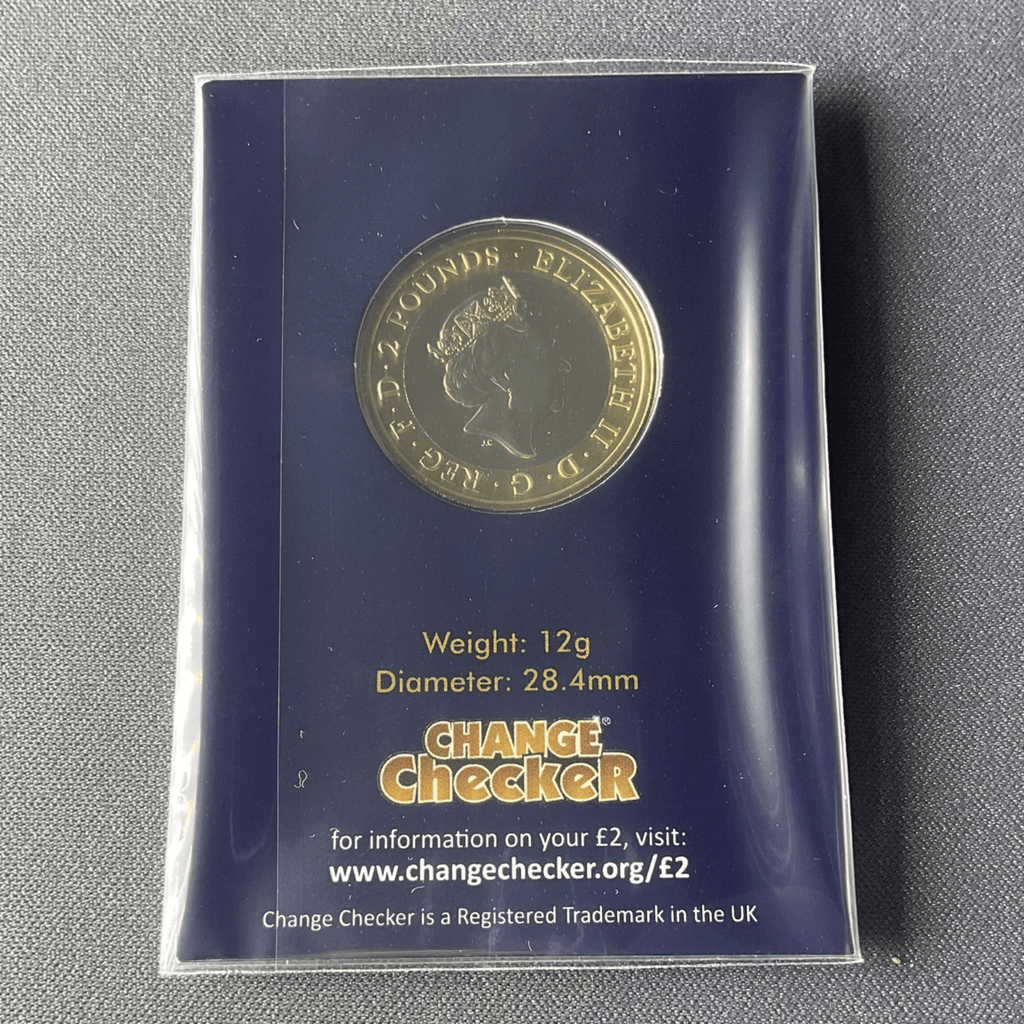 2 POUNDS · ELIZABETH II · D · G · REG · F · D ·
J.C
Weight: 12g
Diameter: 28.4mm
CHANGE®
Checker
for information on your £2, visit:
www.changechecker.org/£2
Change Checker is a Registered Trademark in the UK